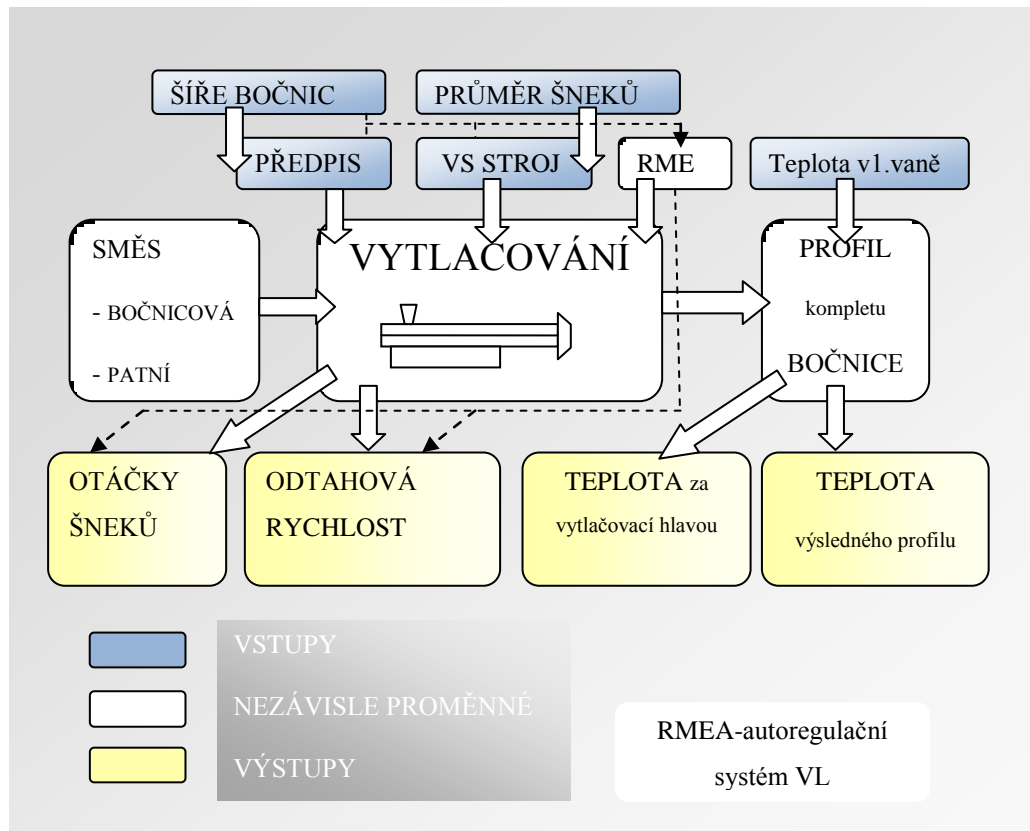 ŠÍŘE BOČNIC
PRŮMĚR ŠNEKŮ
PŘEDPIS
VS STROJ
RME
Teplota v1.vaně
SMĚS
- BOČNICOVÁ
- PATNÍ
VYTLAČOVÁNÍ
PROFIL
kompletu
BOČNICE
OTÁČKY
ŠNEKŮ
ODTAHOVÁ
RYCHLOST
TEPLOTA za
vytlačovací hlavou
TEPLOTA
výsledného profilu
VSTUPY
NEZÁVISLE PROMĚNNÉ
VÝSTUPY
RMEA-autoregulační
systém VL